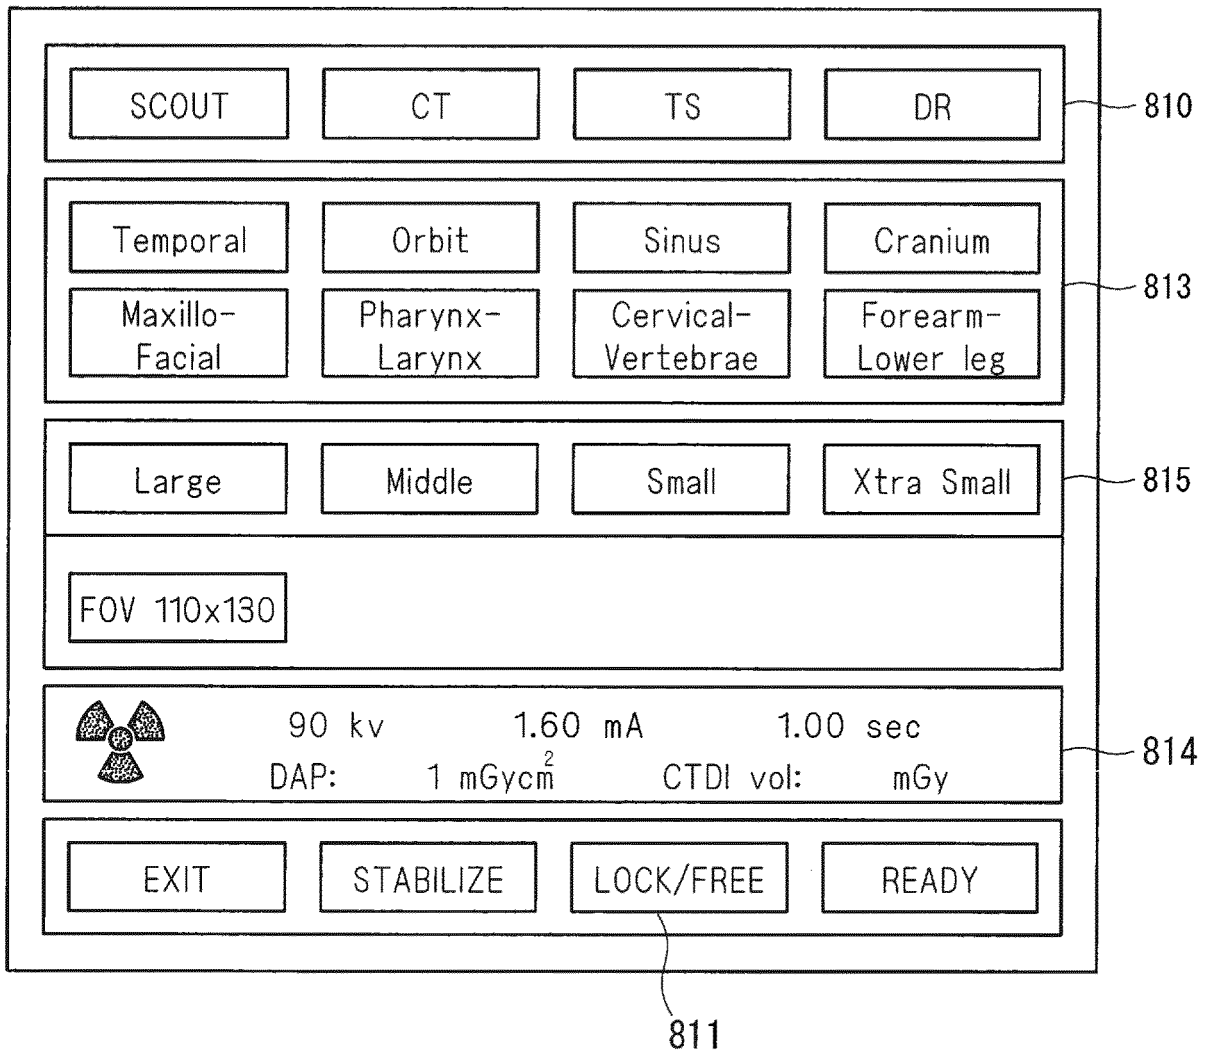 SCOUT CT TS DR 810
Temporal Orbit Sinus Cranium
813
Maxillo- Pharynx- Cervical- Forearm-
Facial Larynx Vertebrae Lower leg
Large Middle Small Xtra Small 815
FOV 110x130
90 kv 1.60 mA 1.00 sec
814
DAP: 1 mGycm² CTDI vol: mGy
EXIT STABILIZE LOCK/FREE READY
811